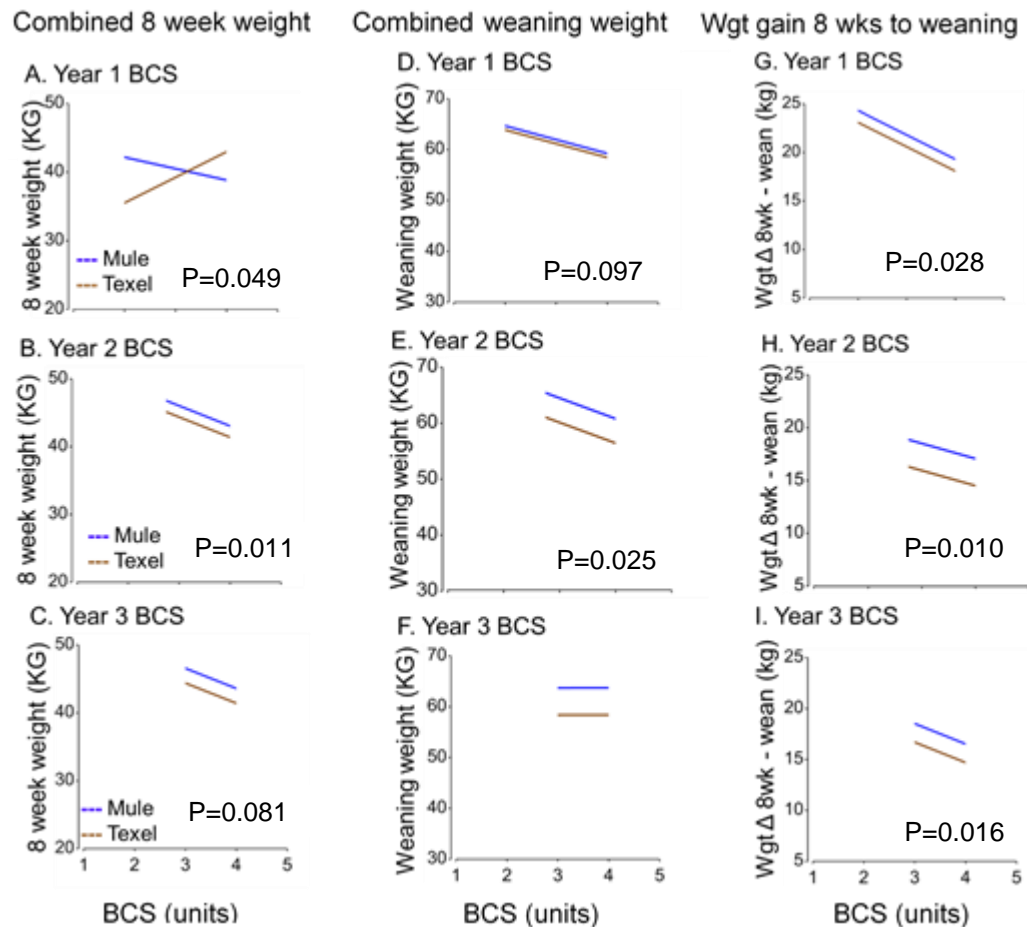 Combined 8 week weight
Combined weaning weight
Wgt gain 8 wks to weaning
A. Year 1 BCS
8 week weight (KG)
50
40
30
20
Mule
Texel
P=0.049
B. Year 2 BCS
8 week weight (KG)
50
40
30
20
Mule
Texel
P=0.011
C. Year 3 BCS
8 week weight (KG)
50
40
30
20
Mule
Texel
P=0.081
1 2 3 4 5
BCS (units)
D. Year 1 BCS
Weaning weight (KG)
70
60
50
40
30
P=0.097
E. Year 2 BCS
Weaning weight (KG)
70
60
50
40
30
P=0.025
F. Year 3 BCS
Weaning weight (KG)
70
60
50
40
30
1 2 3 4 5
BCS (units)
G. Year 1 BCS
Wgt Δ 8wk - wean (kg)
25
20
15
10
5
P=0.028
H. Year 2 BCS
Wgt Δ 8wk - wean (kg)
25
20
15
10
5
P=0.010
I. Year 3 BCS
Wgt Δ 8wk - wean (kg)
25
20
15
10
5
P=0.016
1 2 3 4 5
BCS (units)